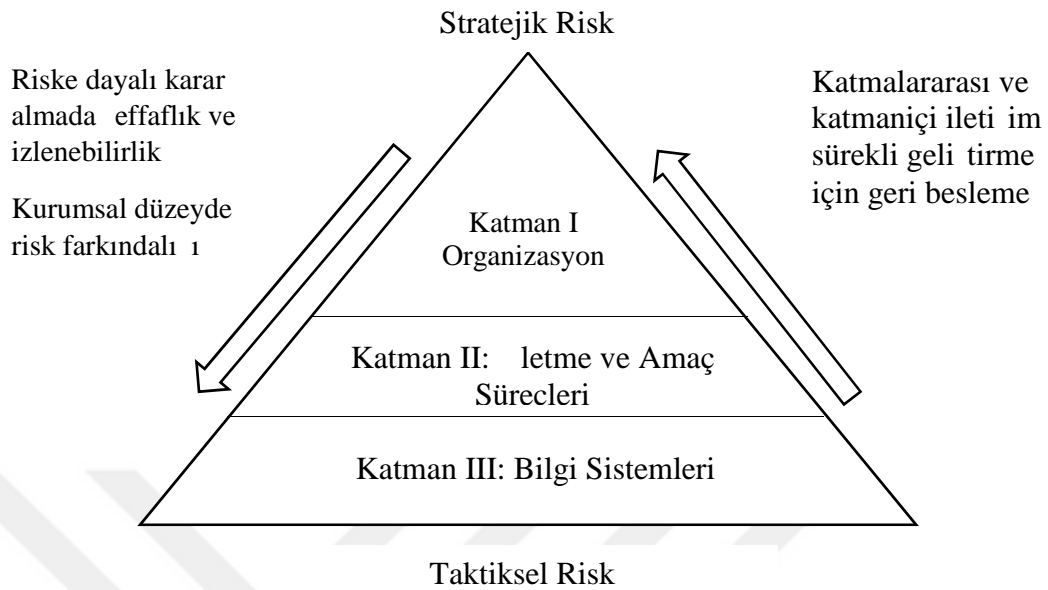 Stratejik Risk
Riske dayalı karar
almada effaflık ve
izlenebilirlik
Kurumsal düzeyde
risk farkındalı ı
Katmalararası ve
katmaniçi ileti im
sürekli geli tirme
için geri besleme
Katman I
Organizasyon
Katman II: letme ve Amaç
Sürecleri
Katman III: Bilgi Sistemleri
Taktiksel Risk